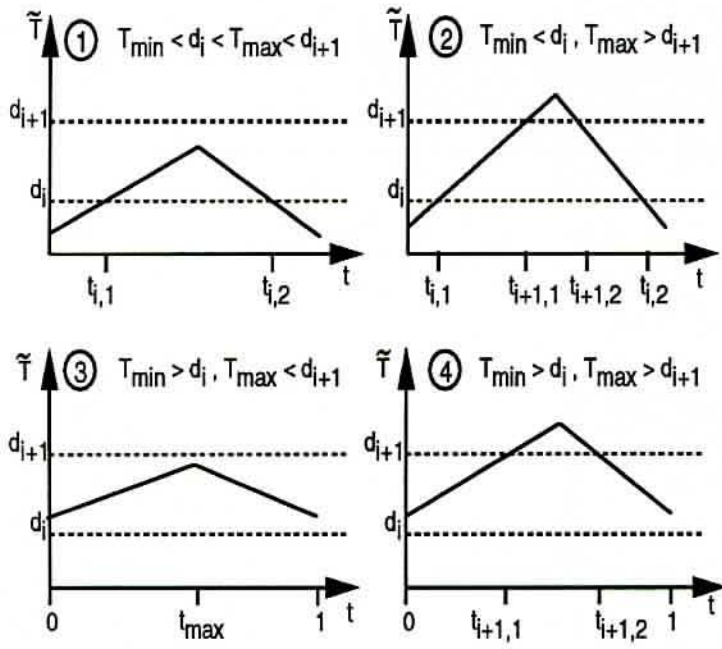 T̃ ① T_min < d_i < T_max < d_i+1
d_i+1
d_i
t_i,1 t_i,2 t
T̃ ② T_min < d_i , T_max > d_i+1
d_i+1
d_i
t_i,1 t_i+1,1 t_i+1,2 t_i,2 t
T̃ ③ T_min > d_i , T_max < d_i+1
d_i+1
d_i
0 t_max 1 t
T̃ ④ T_min > d_i , T_max > d_i+1
d_i+1
d_i
0 t_i+1,1 t_i+1,2 1 t